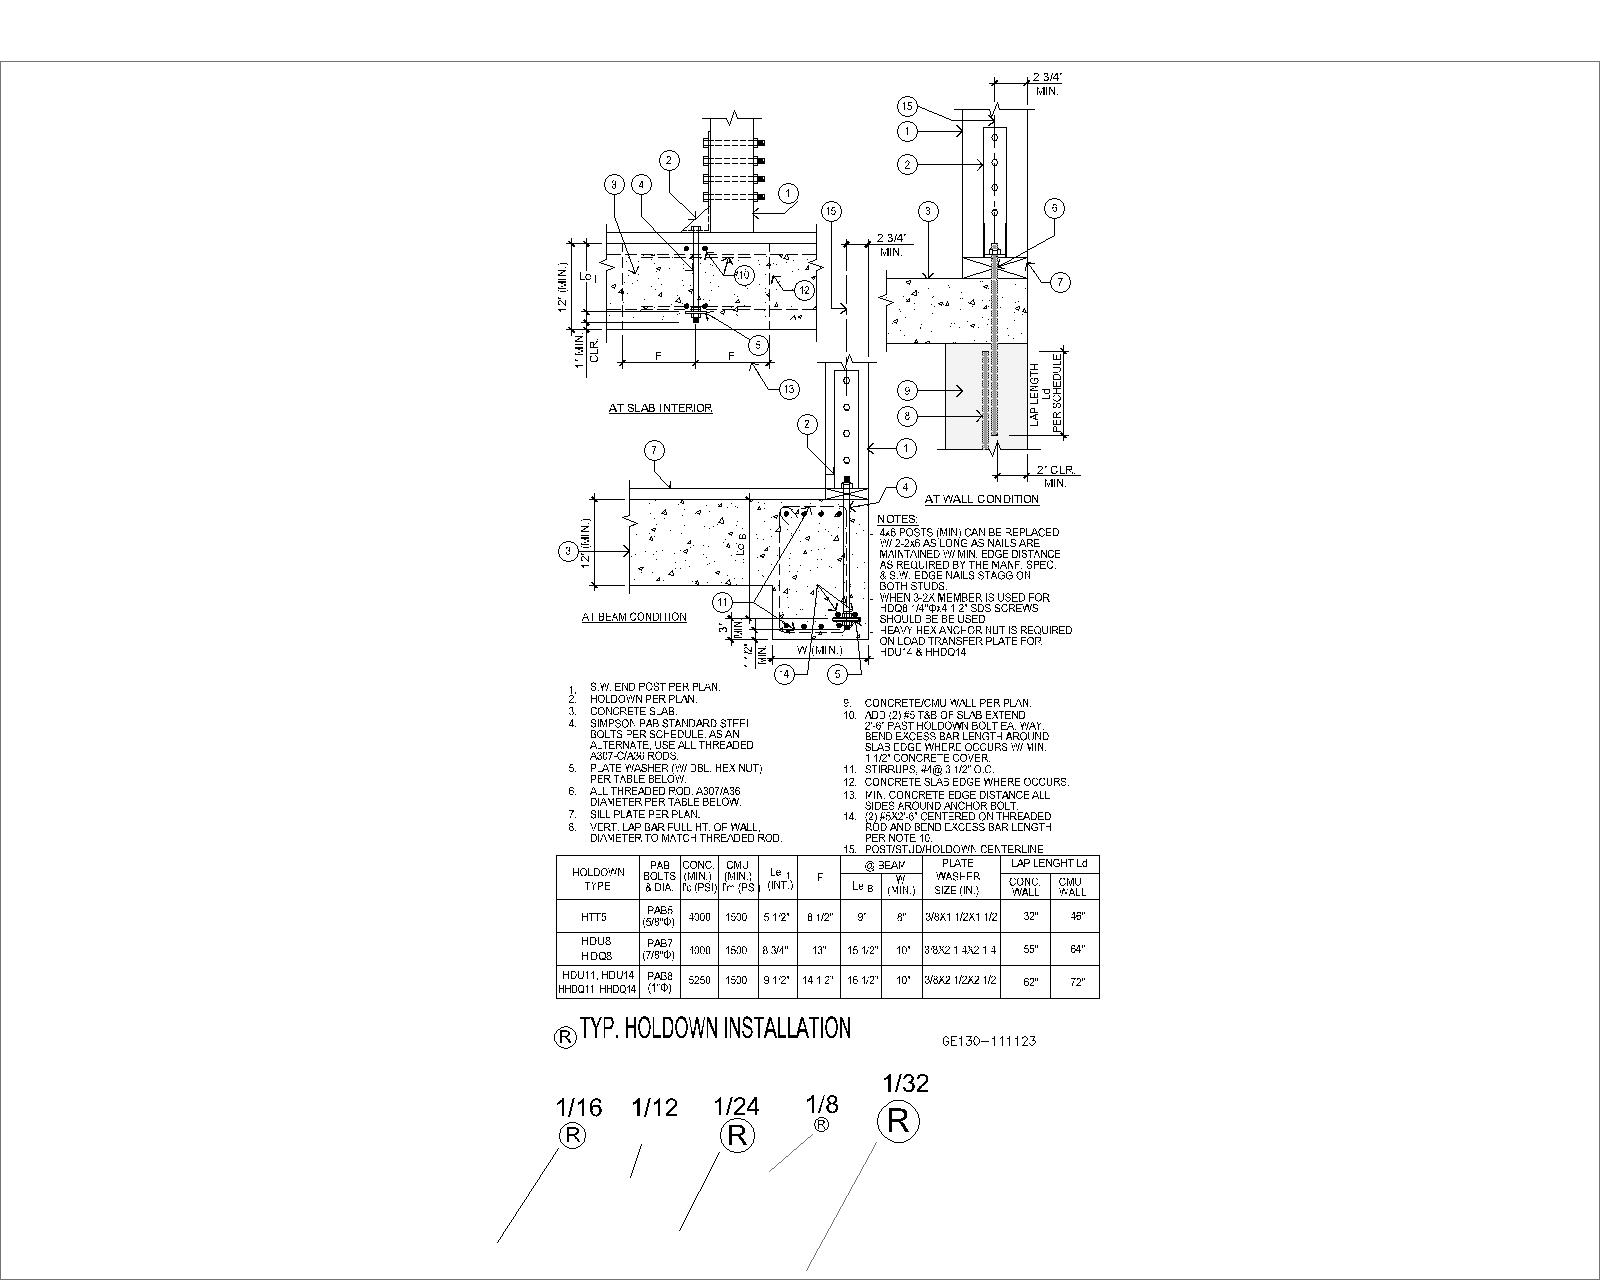 2 3/4"
MIN.
15
1
2
3
4
2
1
15
3
6
2 3/4"
MIN.
10
12
7
12" (MIN.)
1" MIN.
CLR.
5
F
F
13
9
8
LAP LENGTH
Ld
PER SCHEDULE
AT SLAB INTERIOR
2
1
7
2" CLR.
MIN.
4
AT WALL CONDITION
NOTES:
4x6 POSTS (MIN) CAN BE REPLACED
W/ 2-2x6 AS LONG AS NAILS ARE
MAINTAINED W/ MIN. EDGE DISTANCE
AS REQUIRED BY THE MANF. SPEC.
& S.W. EDGE NAILS STAGG ON
BOTH STUDS.
WHEN 3-2X MEMBER IS USED FOR
HDQ8 1/4"Φx4 1 2" SDS SCREWS
SHOULD BE BE USED
HEAVY HEX ANCHOR NUT IS REQUIRED
ON LOAD TRANSFER PLATE FOR
HDU14 & HHDQ14
12" (MIN.)
3
Le B
11
AT BEAM CONDITION
3"
MIN.
1 1/2"
MIN.
W (MIN.)
14
5
1. S.W. END POST PER PLAN.
2. HOLDOWN PER PLAN.
3. CONCRETE SLAB.
4. SIMPSON PAB STANDARD STEEL
BOLTS PER SCHEDULE. AS AN
ALTERNATE, USE ALL THREADED
A307-C/A36 RODS.
5. PLATE WASHER (W/ DBL. HEX NUT)
PER TABLE BELOW.
6. ALL THREADED ROD. A307/A36
DIAMETER PER TABLE BELOW.
7. SILL PLATE PER PLAN.
8. VERT. LAP BAR FULL HT. OF WALL,
DIAMETER TO MATCH THREADED ROD.
9. CONCRETE/CMU WALL PER PLAN.
10. ADD (2) #5 T&B OF SLAB EXTEND
2'-6" PAST HOLDOWN BOLT EA. WAY.
BEND EXCESS BAR LENGTH AROUND
SLAB EDGE WHERE OCCURS W/ MIN.
1 1/2" CONCRETE COVER.
11. STIRRUPS, #4@ 3 1/2" O.C.
12. CONCRETE SLAB EDGE WHERE OCCURS.
13. MIN. CONCRETE EDGE DISTANCE ALL
SIDES AROUND ANCHOR BOLT.
14. (2) #5X2'-6" CENTERED ON THREADED
ROD AND BEND EXCESS BAR LENGTH
PER NOTE 10.
15. POST/STUD/HOLDOWN CENTERLINE
HOLDOWN TYPE PAB BOLTS & DIA. CONC. (MIN.) f'c (PSI) CMU (MIN.) f'm (PSI) Le 1 (INT.) F @ BEAM Le B W (MIN.) PLATE WASHER SIZE (IN.) LAP LENGHT Ld CONC. WALL CMU WALL
HTT5 PAB5 (5/8"Φ) 4000 1500 5 1/2" 8 1/2" 9" 8" 3/8X1 1/2X1 1/2 32" 46"
HDU8 HDQ8 PAB7 (7/8"Φ) 4000 1500 8 3/4" 13" 15 1/2" 10" 3/8X2 1 4X2 1 4 55" 64"
HDU11, HDU14 HHDQ11 HHDQ14 PAB8 (1"Φ) 5250 1500 9 1/2" 14 1 2" 16 1/2" 10" 3/8X2 1/2X2 1/2 62" 72"
R TYP. HOLDOWN INSTALLATION
GE130-111123
1/16 1/12 1/24 1/8 1/32
R R R R